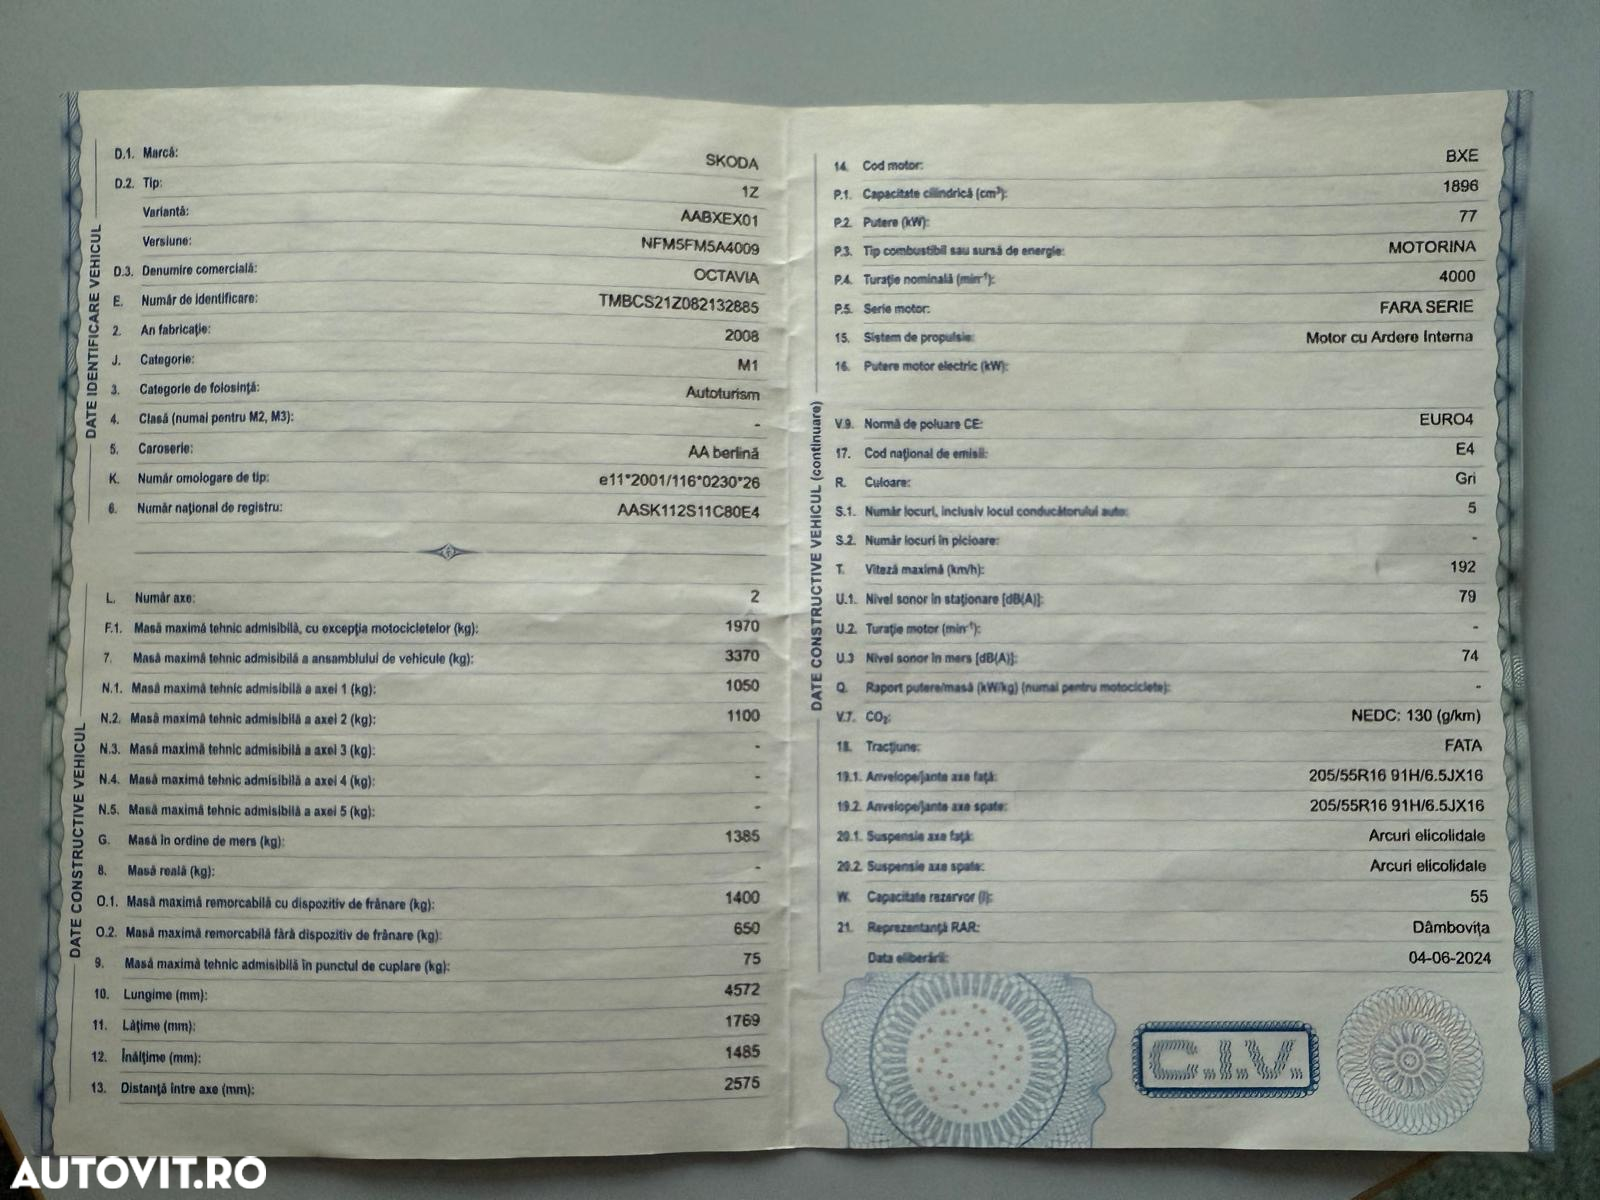 DATE IDENTIFICARE VEHICUL
D.1. Marcă: SKODA
D.2. Tip: 1Z
Variantă: AABXEX01
Versiune: NFM5FM5A4009
D.3. Denumire comercială: OCTAVIA
E. Număr de identificare: TMBCS21Z082132885
2. An fabricație: 2008
J. Categorie: M1
3. Categorie de folosință: Autoturism
4. Clasă (numai pentru M2, M3): -
5. Caroserie: AA berlină
K. Număr omologare de tip: e11*2001/116*0230*26
6. Număr național de registru: AASK112S11C80E4
DATE CONSTRUCTIVE VEHICUL
L. Număr axe: 2
F.1. Masă maximă tehnic admisibilă, cu excepția motocicletelor (kg): 1970
7. Masă maximă tehnic admisibilă a ansamblului de vehicule (kg): 3370
N.1. Masă maximă tehnic admisibilă a axei 1 (kg): 1050
N.2. Masă maximă tehnic admisibilă a axei 2 (kg): 1100
N.3. Masă maximă tehnic admisibilă a axei 3 (kg): -
N.4. Masă maximă tehnic admisibilă a axei 4 (kg): -
N.5. Masă maximă tehnic admisibilă a axei 5 (kg): -
G. Masă în ordine de mers (kg): 1385
8. Masă reală (kg): -
O.1. Masă maximă remorcabilă cu dispozitiv de frânare (kg): 1400
O.2. Masă maximă remorcabilă fără dispozitiv de frânare (kg): 650
9. Masă maximă tehnic admisibilă în punctul de cuplare (kg): 75
10. Lungime (mm): 4572
11. Lățime (mm): 1769
12. Înălțime (mm): 1485
13. Distanță între axe (mm): 2575
DATE CONSTRUCTIVE VEHICUL (continuare)
14. Cod motor: BXE
P.1. Capacitate cilindrică (cm³): 1896
P.2. Putere (kW): 77
P.3. Tip combustibil sau sursă de energie: MOTORINA
P.4. Turație nominală (min⁻¹): 4000
P.5. Serie motor: FARA SERIE
15. Sistem de propulsie: Motor cu Ardere Interna
16. Putere motor electric (kW):
V.9. Normă de poluare CE: EURO4
17. Cod național de emisii: E4
R. Culoare: Gri
S.1. Număr locuri, inclusiv locul conducătorului auto: 5
S.2. Număr locuri în picioare: -
T. Viteză maximă (km/h): 192
U.1. Nivel sonor în staționare [dB(A)]: 79
U.2. Turație motor (min⁻¹): -
U.3 Nivel sonor în mers [dB(A)]: 74
Q. Raport putere/masă (kW/kg) (numai pentru motociclete): -
V.7. CO₂: NEDC: 130 (g/km)
18. Tracțiune: FATA
19.1. Anvelope/jante axe față: 205/55R16 91H/6.5JX16
19.2. Anvelope/jante axe spate: 205/55R16 91H/6.5JX16
20.1. Suspensie axe față: Arcuri elicolidale
20.2. Suspensie axe spate: Arcuri elicolidale
W. Capacitate rezervor (l): 55
21. Reprezentanță RAR: Dâmbovița
Data eliberării: 04-06-2024
C.I.V.
AUTOVIT.RO